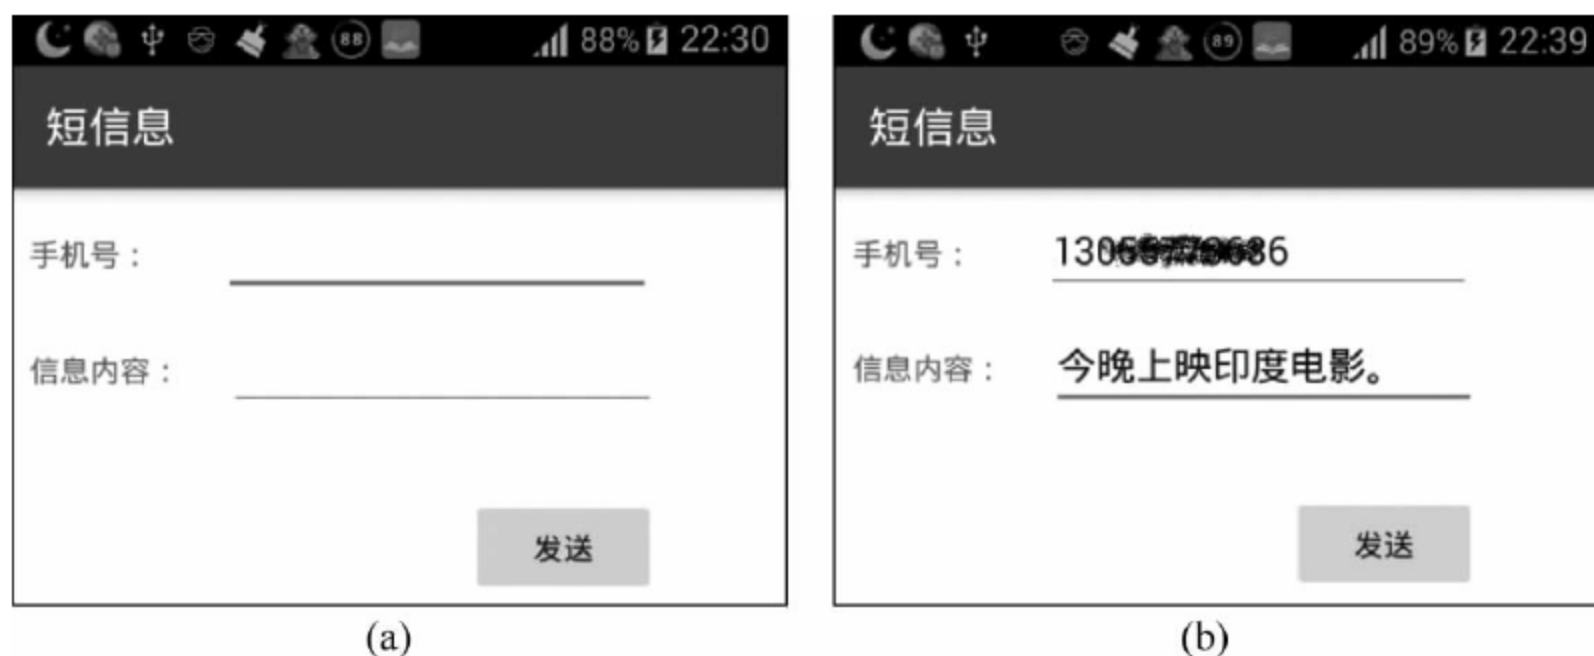 88 88% 22:30
短信息
手机号：
信息内容：
发送
(a)
89 89% 22:39
短信息
手机号：
信息内容： 今晚上映印度电影。
发送
(b)